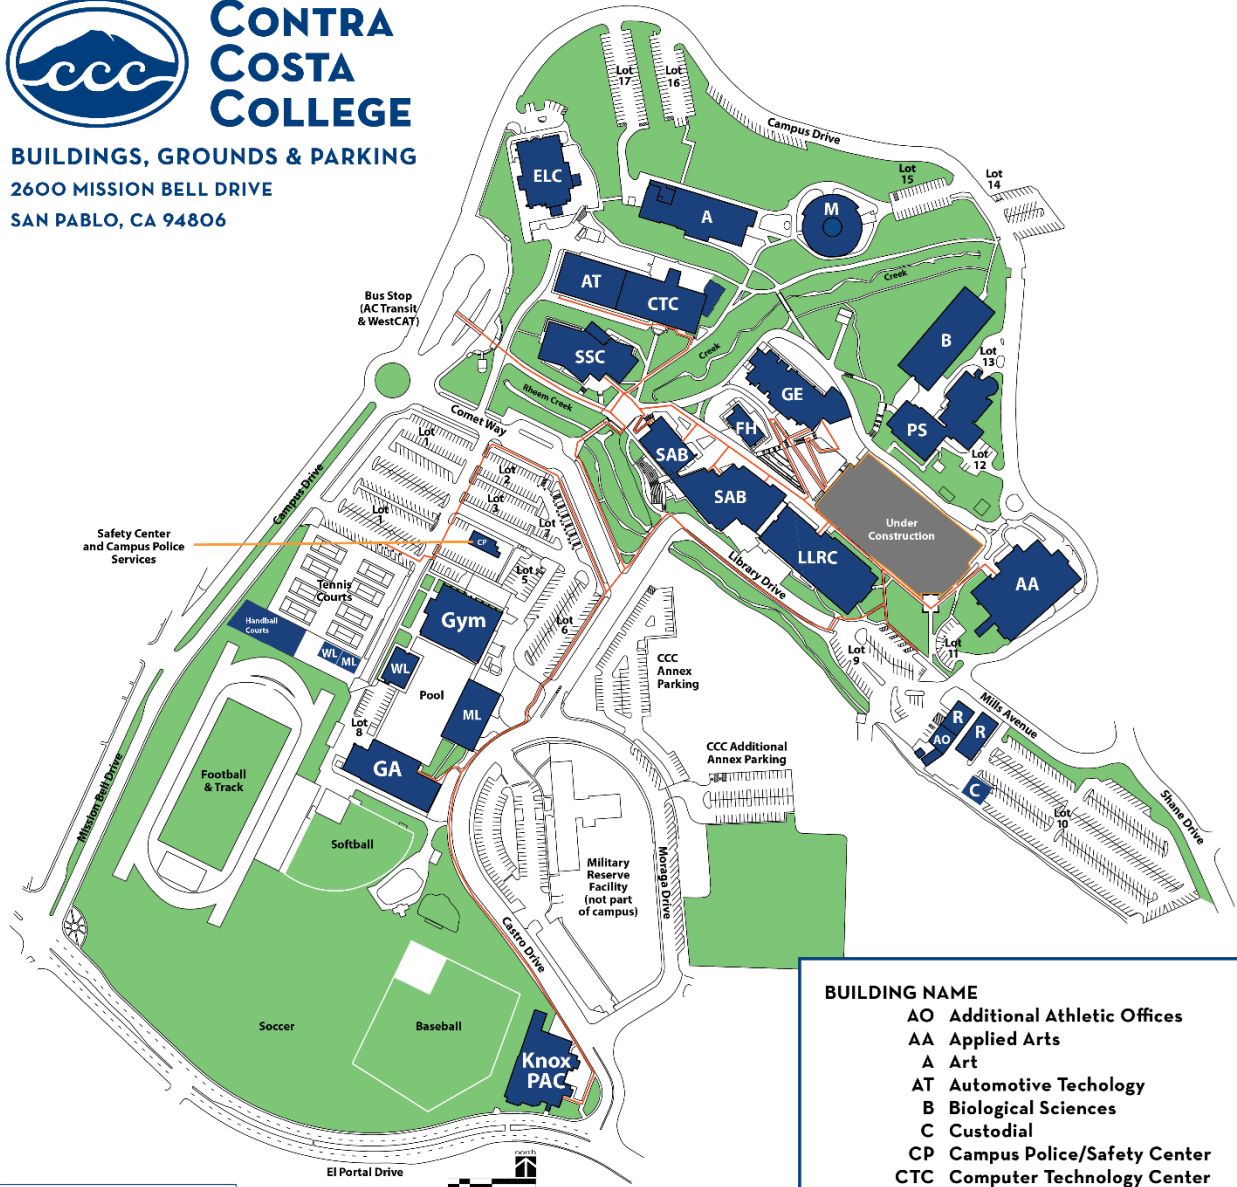 CONTRA
COSTA
COLLEGE
ccc
BUILDINGS, GROUNDS & PARKING
2600 MISSION BELL DRIVE
SAN PABLO, CA 94806
Lot
17
Lot
16
Campus Drive
Lot
15
Lot
14
ELC
A
M
Creek
AT
CTC
Bus Stop
(AC Transit
& WestCAT)
SSC
Creek
B
Lot
13
Rheem Creek
GE
Comet Way
FH
PS
Lot
1
SAB
Lot
12
Lot
2
Lot
3
SAB
Campus Drive
Lot
1
Lot
4
Under
Construction
Safety Center
and Campus Police
Services
CP
LLRC
Library Drive
Lot
5
AA
Tennis
Courts
Gym
Handball
Courts
Lot
6
WL
ML
WL
CCC
Annex
Parking
Lot
9
Lot
11
Pool
ML
Mills Avenue
R
R
AO
Lot
8
GA
CCC Additional
Annex Parking
C
Football
& Track
Mission Bell Drive
Lot
10
Shane Drive
Softball
Military
Reserve
Facility
(not part
of campus)
Moraga Drive
Castro Drive
Soccer
Baseball
Knox
PAC
El Portal Drive
north
BUILDING NAME
AO Additional Athletic Offices
AA Applied Arts
A Art
AT Automotive Techology
B Biological Sciences
C Custodial
CP Campus Police/Safety Center
CTC Computer Technology Center